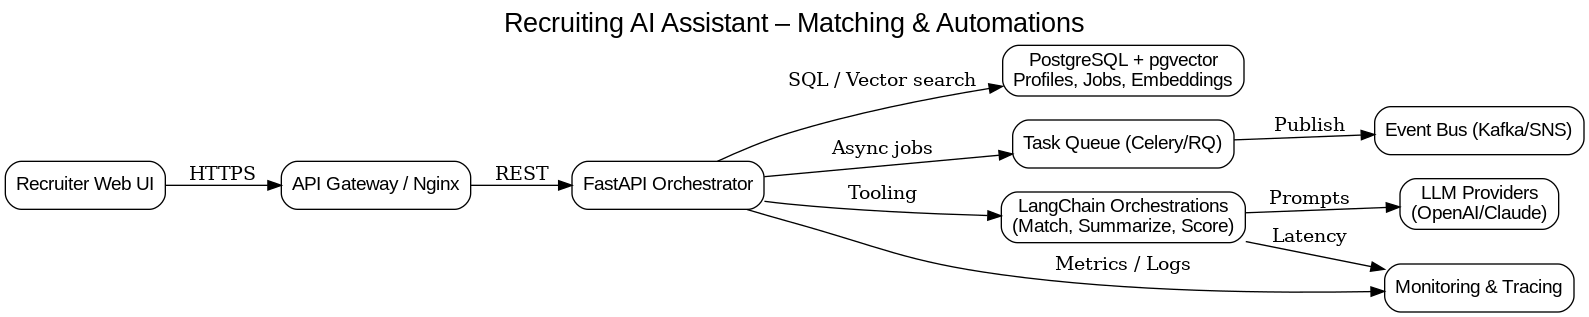 Recruiting AI Assistant – Matching & Automations
Recruiter Web UI
HTTPS
API Gateway / Nginx
REST
FastAPI Orchestrator
SQL / Vector search
PostgreSQL + pgvector
Profiles, Jobs, Embeddings
Async jobs
Task Queue (Celery/RQ)
Publish
Event Bus (Kafka/SNS)
Tooling
LangChain Orchestrations
(Match, Summarize, Score)
Prompts
LLM Providers
(OpenAI/Claude)
Latency
Metrics / Logs
Monitoring & Tracing